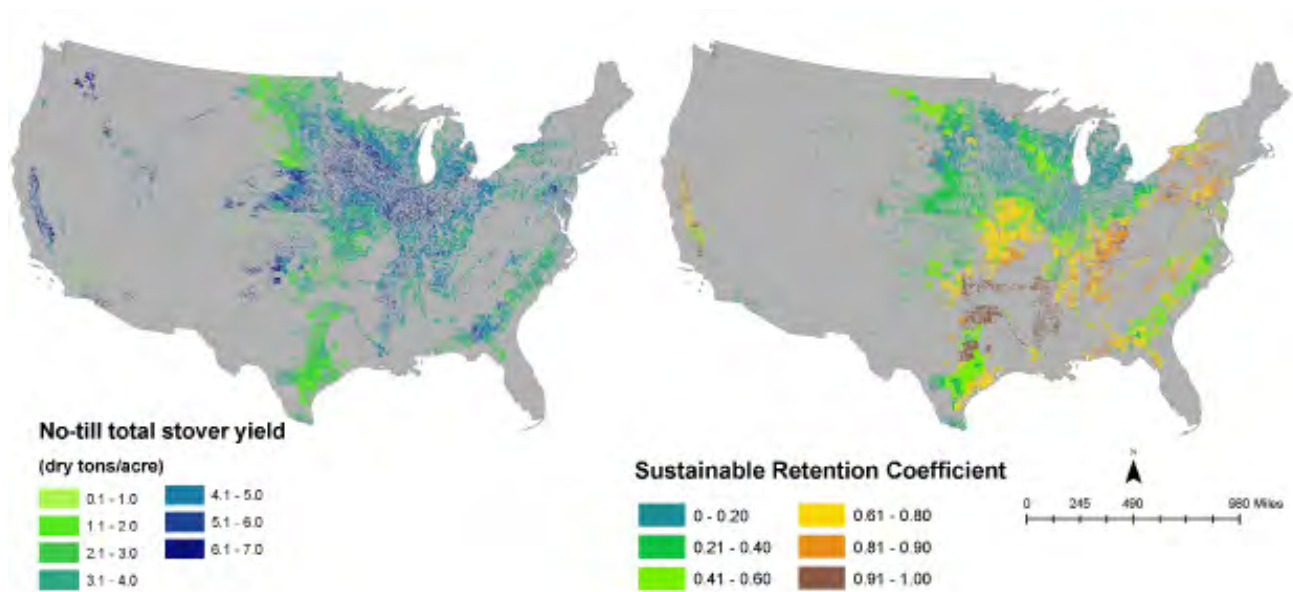 No-till total stover yield
(dry tons/acre)
0.1 - 1.0
1.1 - 2.0
2.1 - 3.0
3.1 - 4.0
4.1 - 5.0
5.1 - 6.0
6.1 - 7.0
Sustainable Retention Coefficient
0 - 0.20
0.21 - 0.40
0.41 - 0.60
0.61 - 0.80
0.81 - 0.90
0.91 - 1.00
N
0 245 490 980 Miles